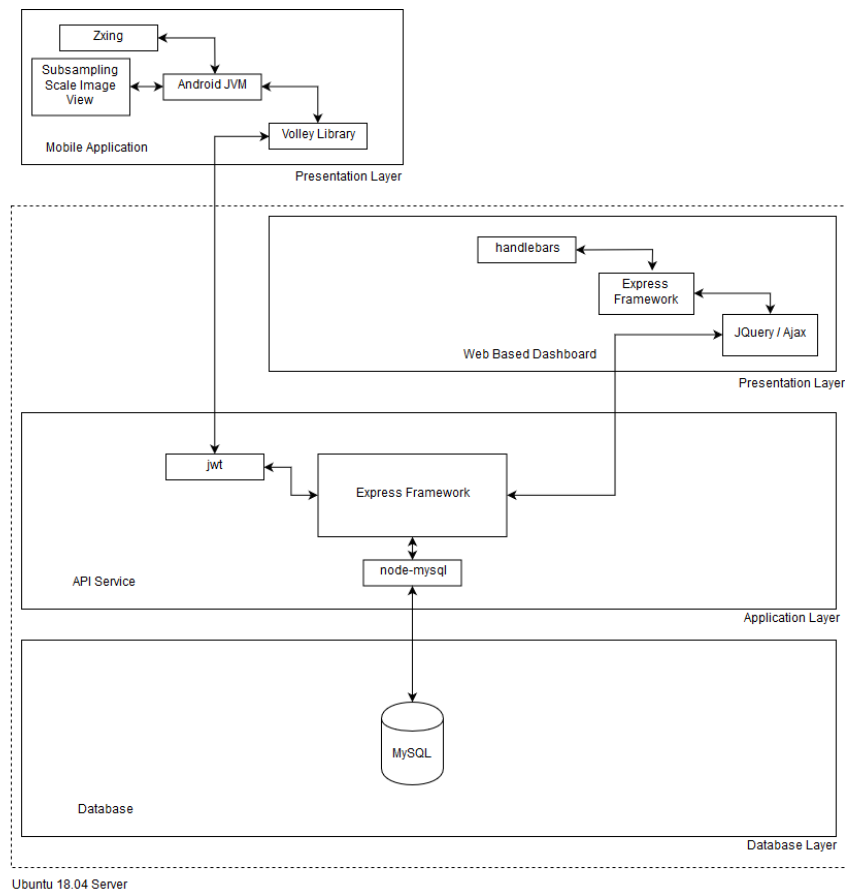 Zxing
Subsampling
Scale Image
View
Android JVM
Volley Library
Mobile Application
Presentation Layer
handlebars
Express
Framework
JQuery / Ajax
Web Based Dashboard
Presentation Layer
jwt
Express Framework
node-mysql
API Service
Application Layer
MySQL
Database
Database Layer
Ubuntu 18.04 Server